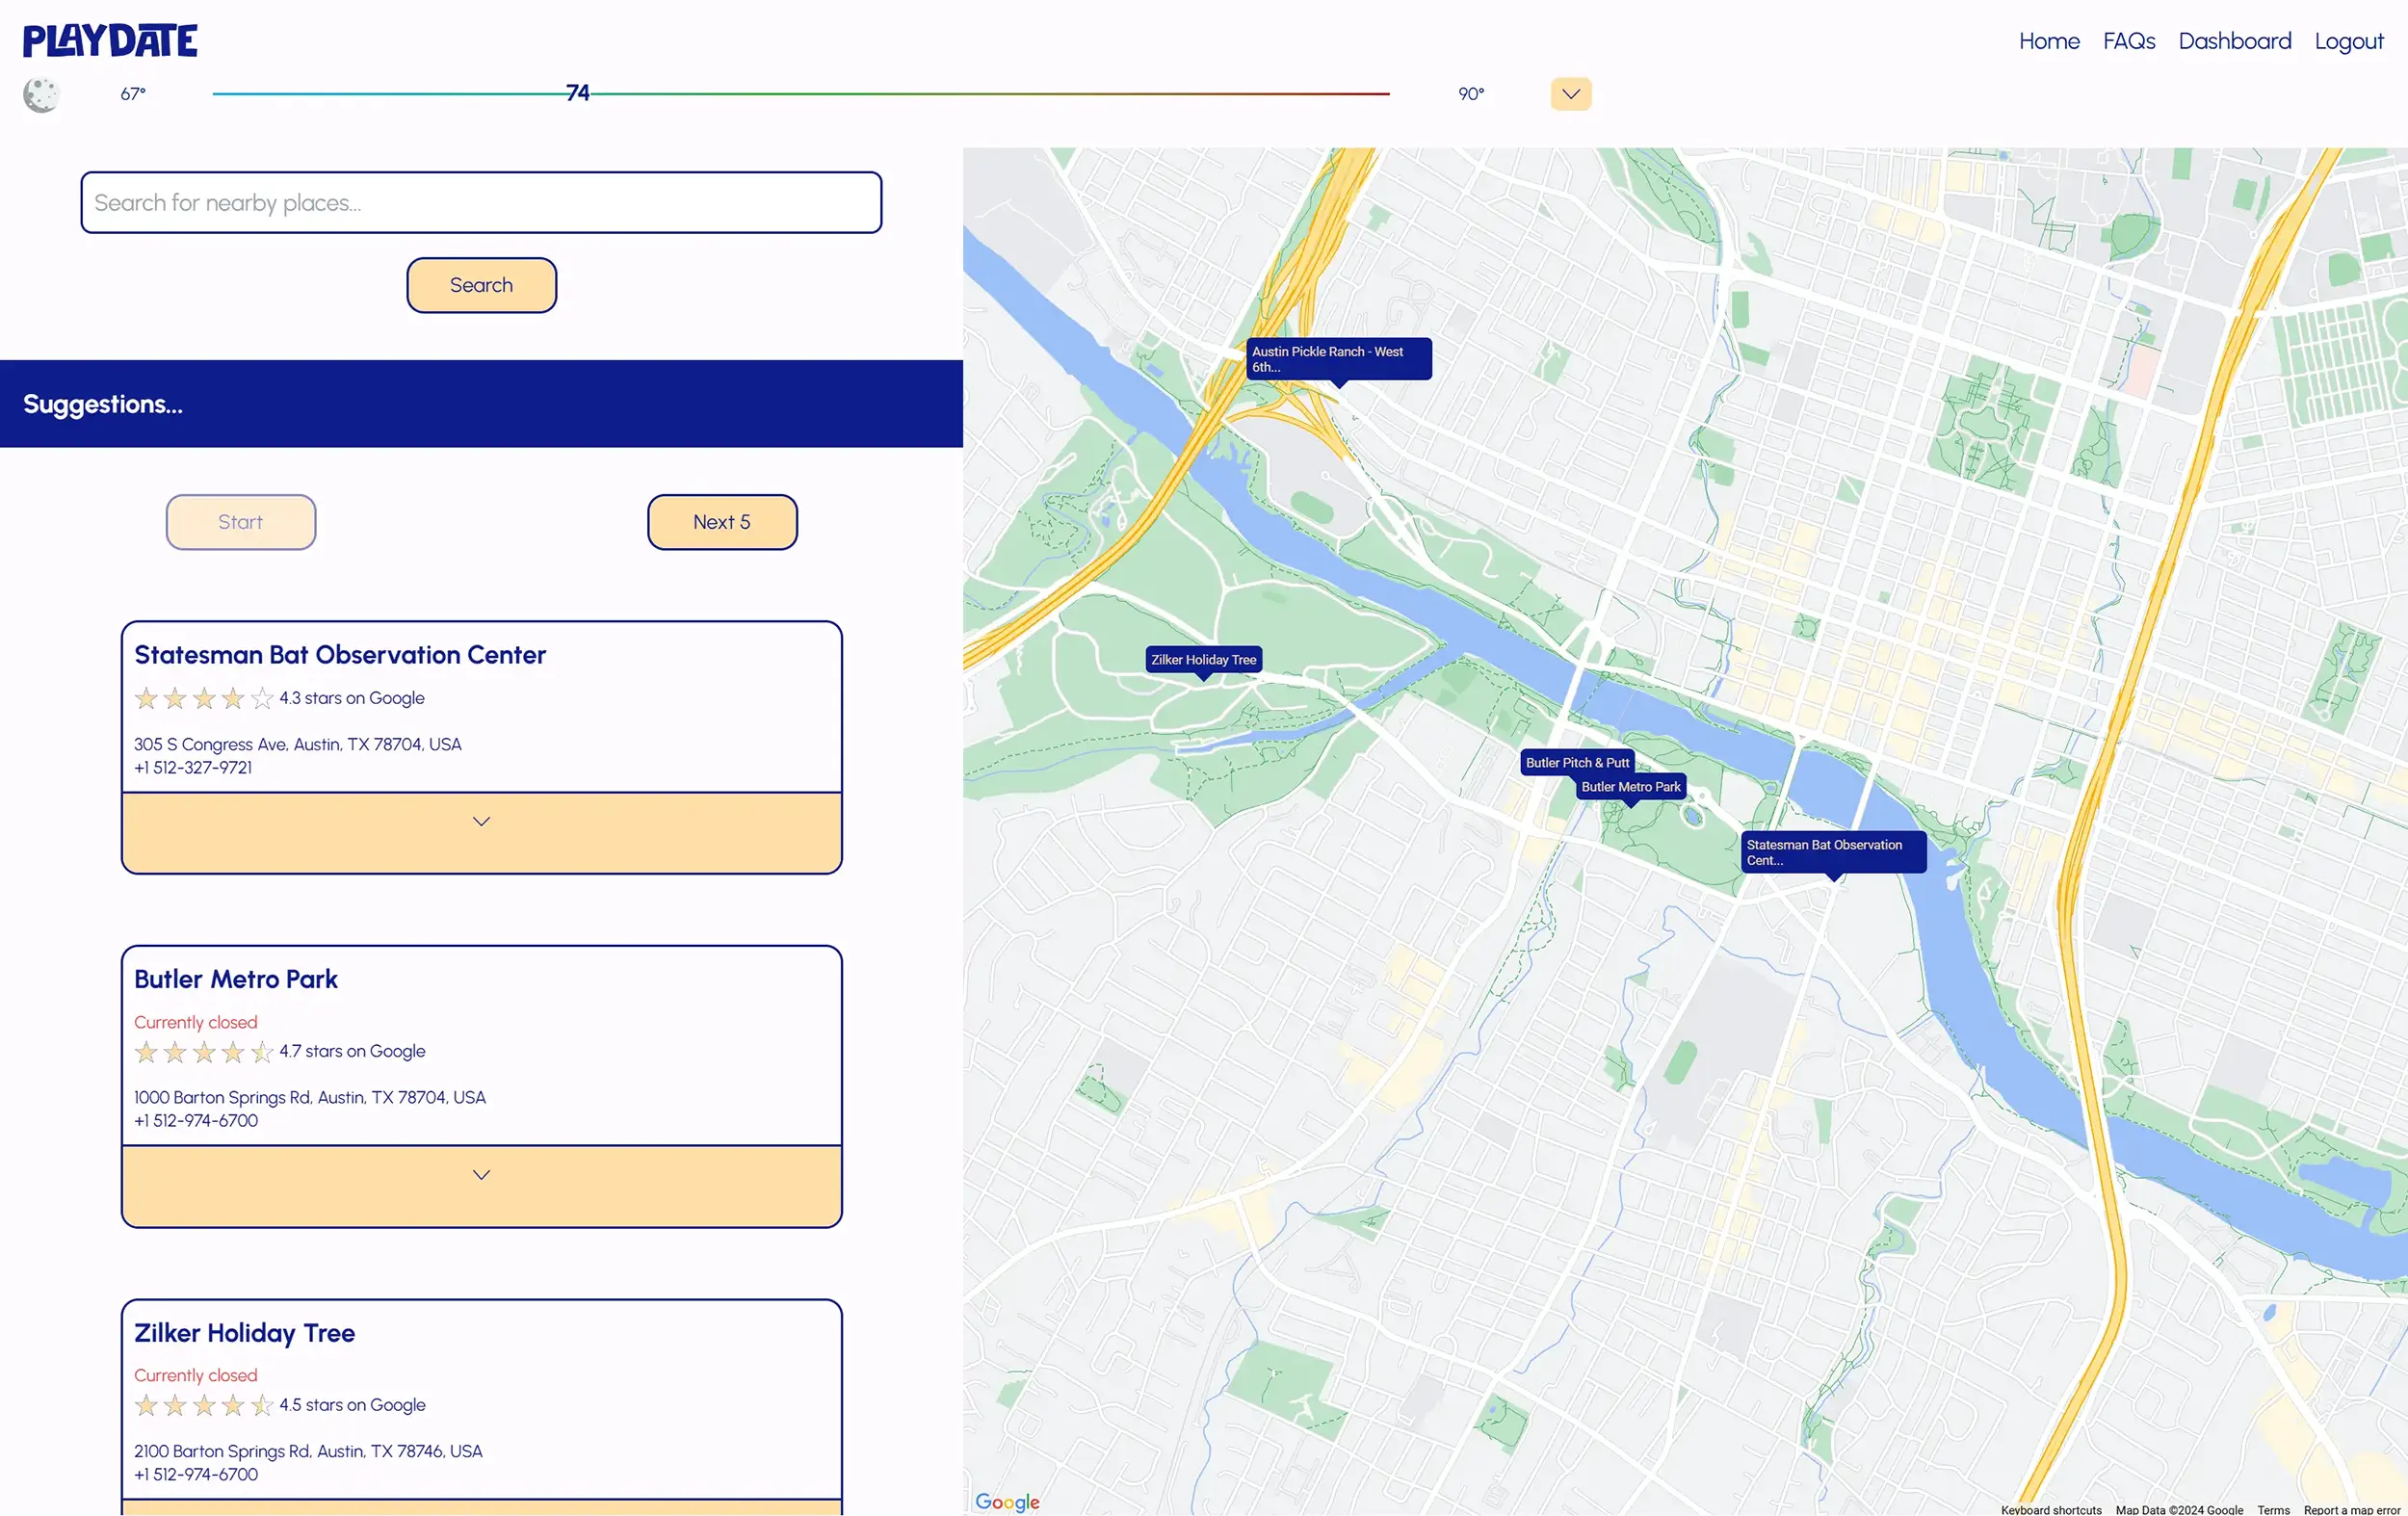 PLAYDATE
Home
FAQs
Dashboard
Logout
67°
74
90°
Search for nearby places...
Search
Suggestions...
Start
Next 5
Statesman Bat Observation Center
4.3 stars on Google
305 S Congress Ave, Austin, TX 78704, USA
+1 512-327-9721
Butler Metro Park
Currently closed
4.7 stars on Google
1000 Barton Springs Rd, Austin, TX 78704, USA
+1 512-974-6700
Zilker Holiday Tree
Currently closed
4.5 stars on Google
2100 Barton Springs Rd, Austin, TX 78746, USA
+1 512-974-6700
Austin Pickle Ranch - West
6th...
Zilker Holiday Tree
Butler Pitch & Putt
Butler Metro Park
Statesman Bat Observation
Cent...
Google
Keyboard shortcuts
Map Data ©2024 Google
Terms
Report a map error